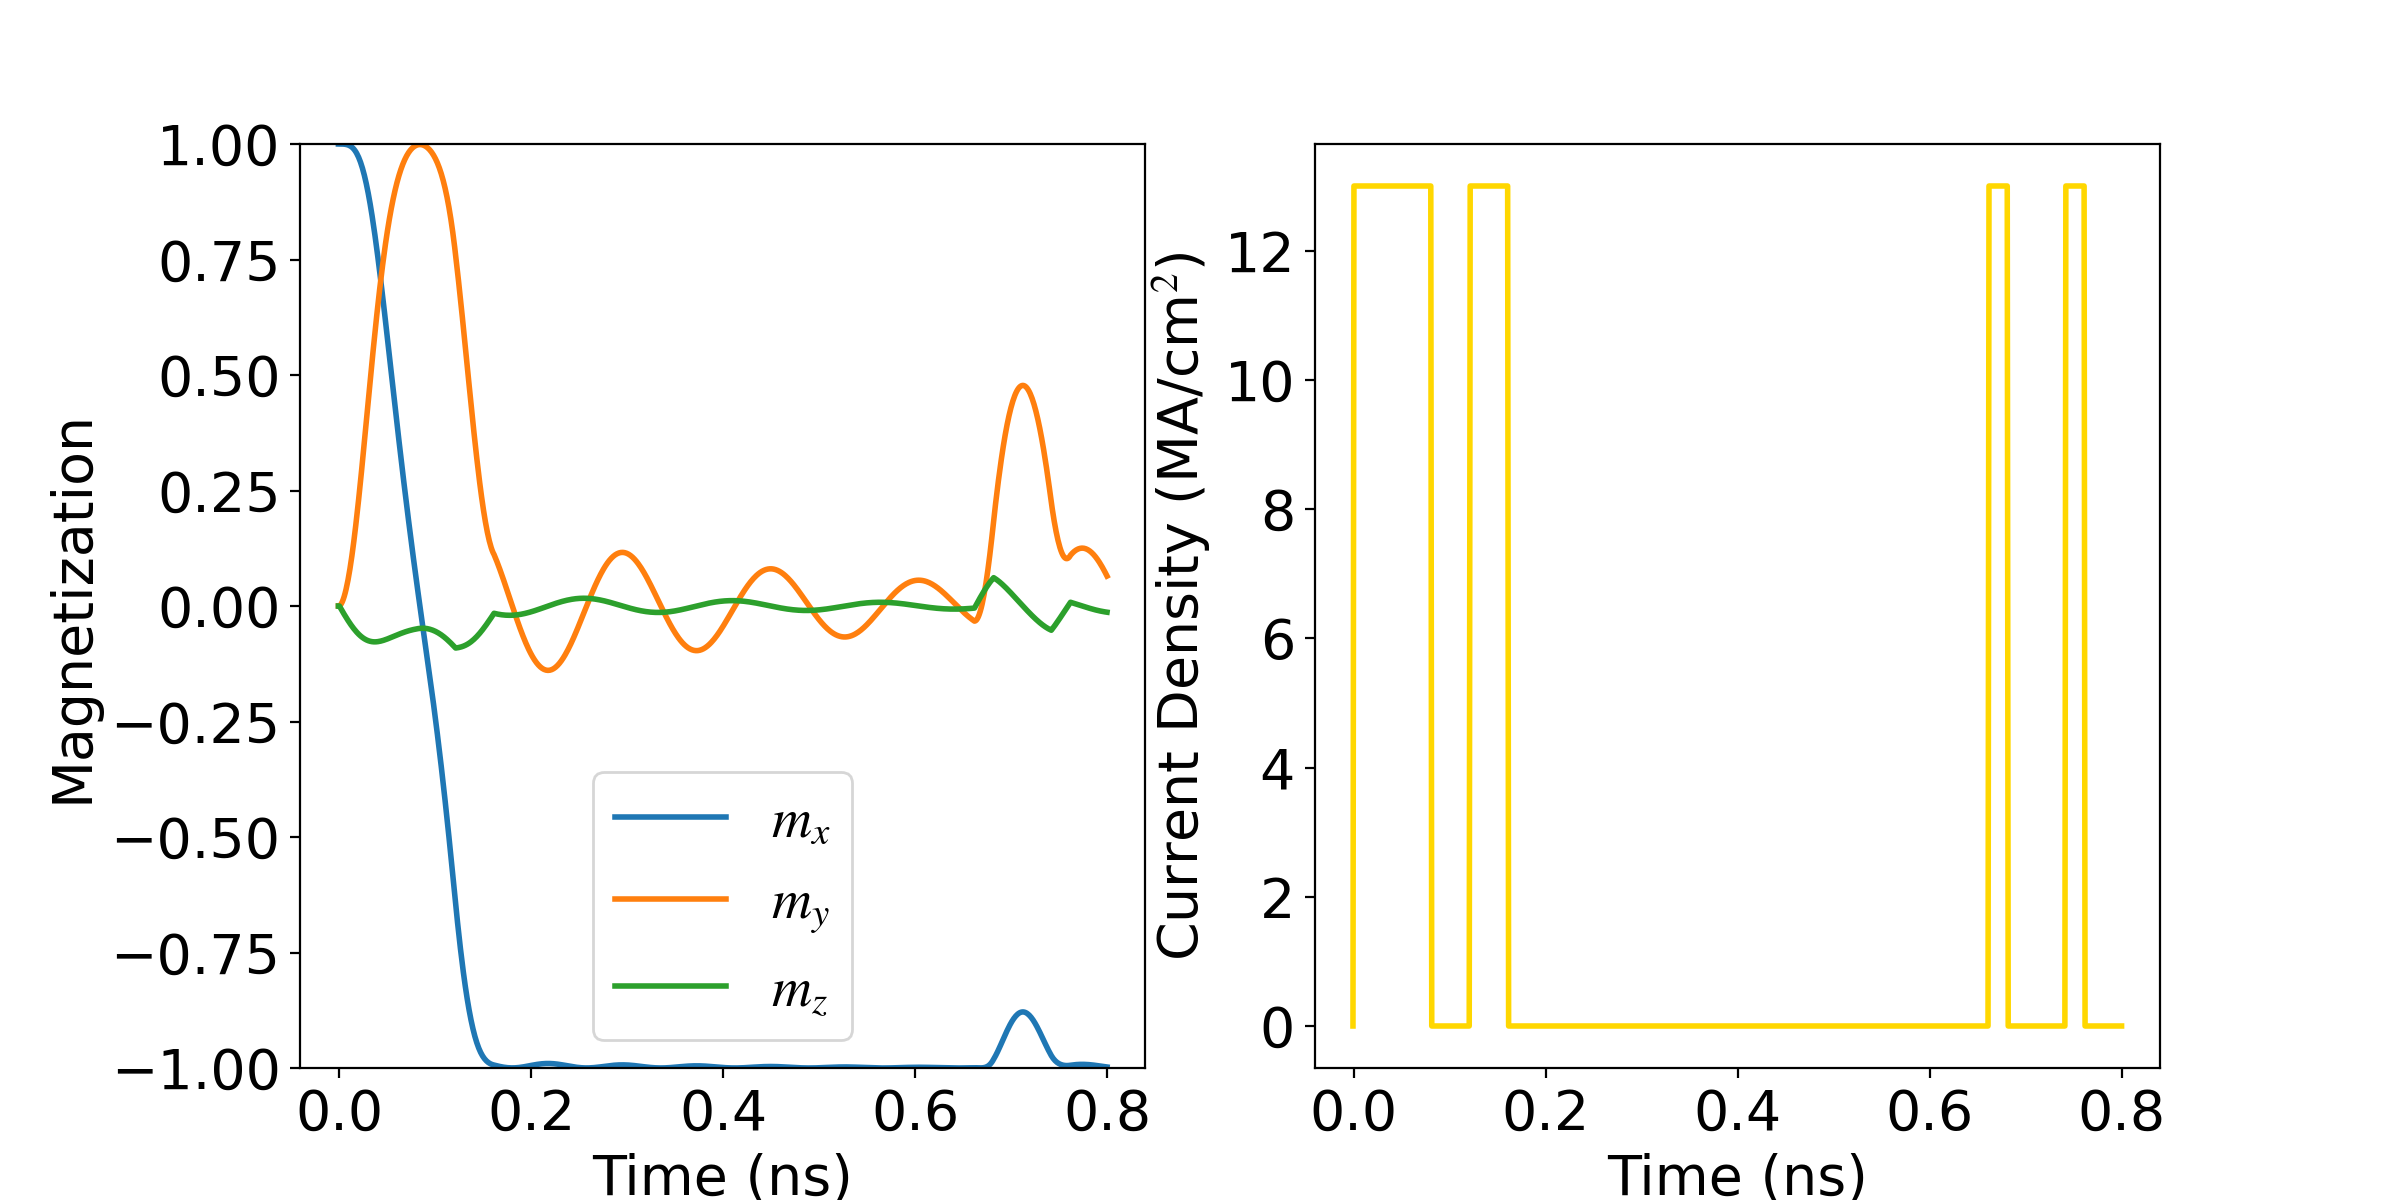 Magnetization
1.00
0.75
0.50
0.25
0.00
−0.25
−0.50
−0.75
−1.00
m_x
m_y
m_z
0.0 0.2 0.4 0.6 0.8
Time (ns)
Current Density (MA/cm²)
12
10
8
6
4
2
0
0.0 0.2 0.4 0.6 0.8
Time (ns)